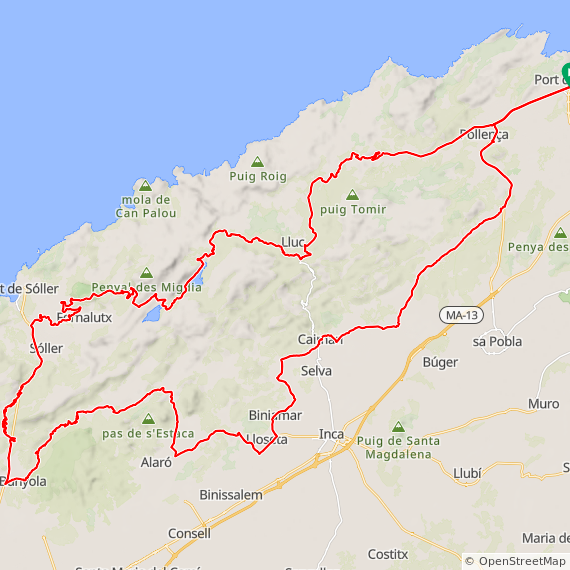 Port d
Pollença
Puig Roig
mola de
Can Palou
puig Tomir
Lluc
Penya des
t de Sóller
Penyal des Migdia
Fornalutx
MA-13
Sóller
Caimari
sa Pobla
Búger
Selva
Muro
Biniamar
pas de s'Estaca
Lloseta
Inca
Puig de Santa
Magdalena
Alaró
Llubí
S
Bunyola
Binissalem
Consell
Maria de
Costitx
© OpenStreetMap